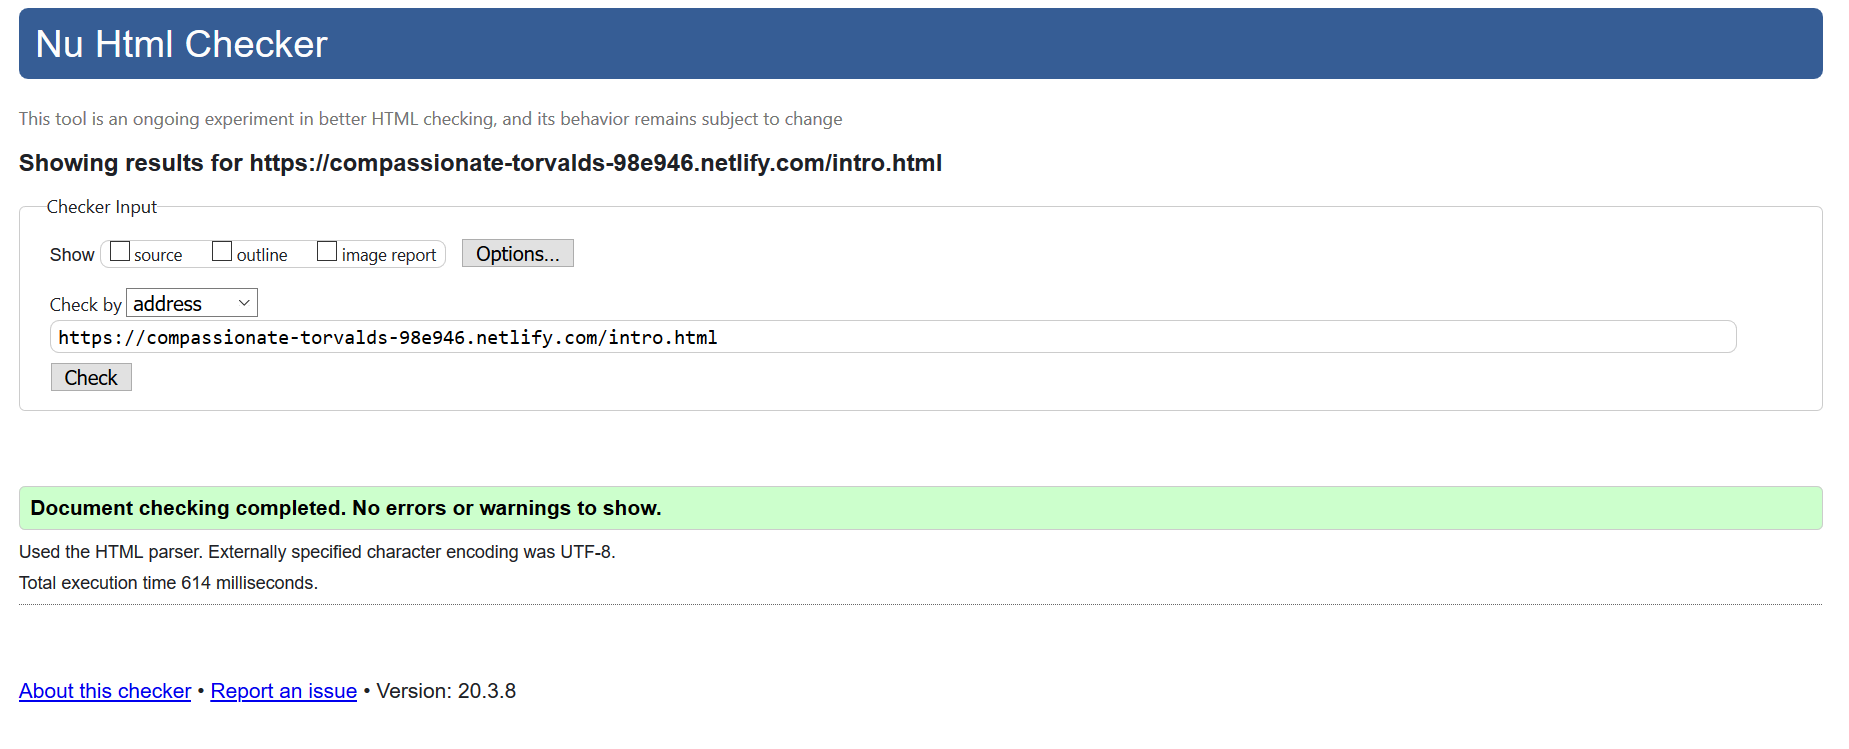 Nu Html Checker
This tool is an ongoing experiment in better HTML checking, and its behavior remains subject to change
Showing results for https://compassionate-torvalds-98e946.netlify.com/intro.html
Checker Input
Show source outline image report Options...
Check by address
https://compassionate-torvalds-98e946.netlify.com/intro.html
Check
Document checking completed. No errors or warnings to show.
Used the HTML parser. Externally specified character encoding was UTF-8.
Total execution time 614 milliseconds.
About this checker • Report an issue • Version: 20.3.8